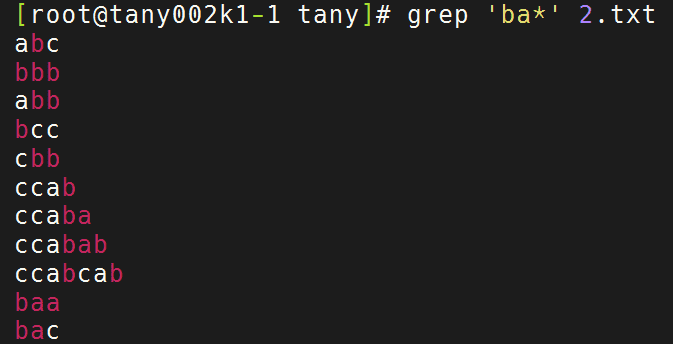 [root@tany002k1-1 tany]# grep 'ba*' 2.txt
abc
bbb
abb
bcc
cbb
ccab
ccaba
ccabab
ccabcab
baa
bac